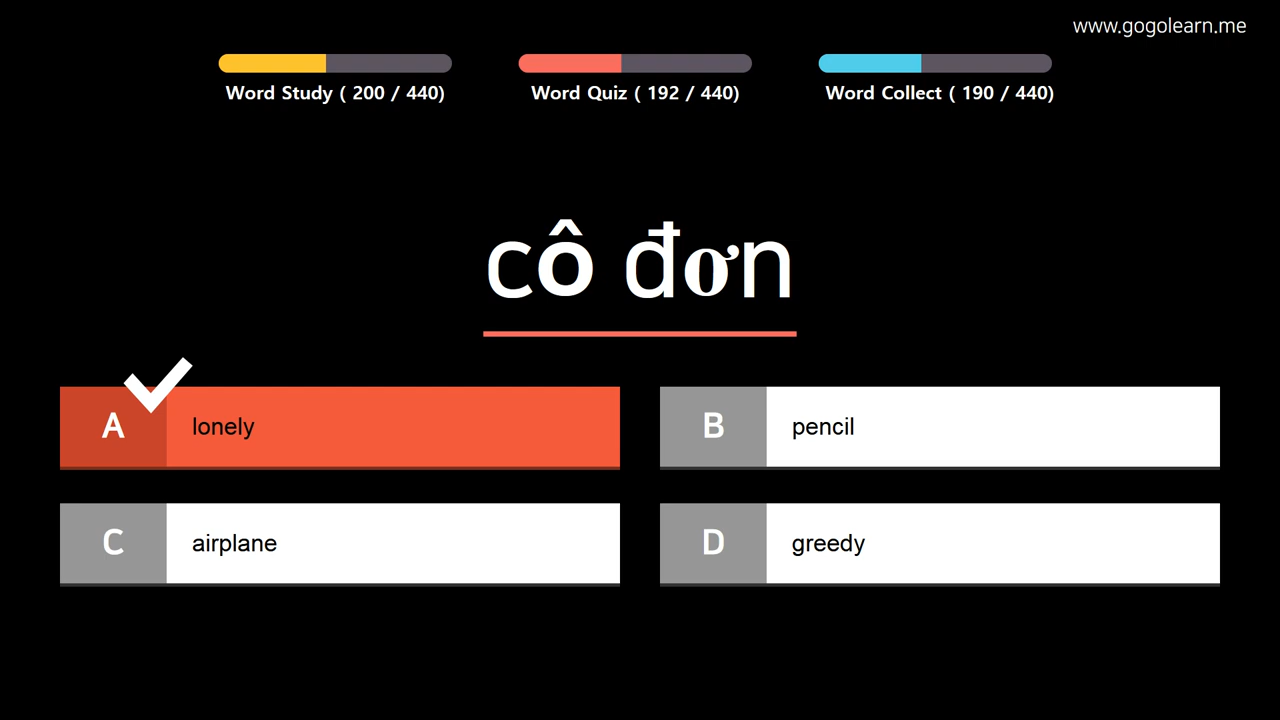 www.gogolearn.me
Word Study ( 200 / 440)
Word Quiz ( 192 / 440)
Word Collect ( 190 / 440)
cô đơn
A lonely
B pencil
C airplane
D greedy